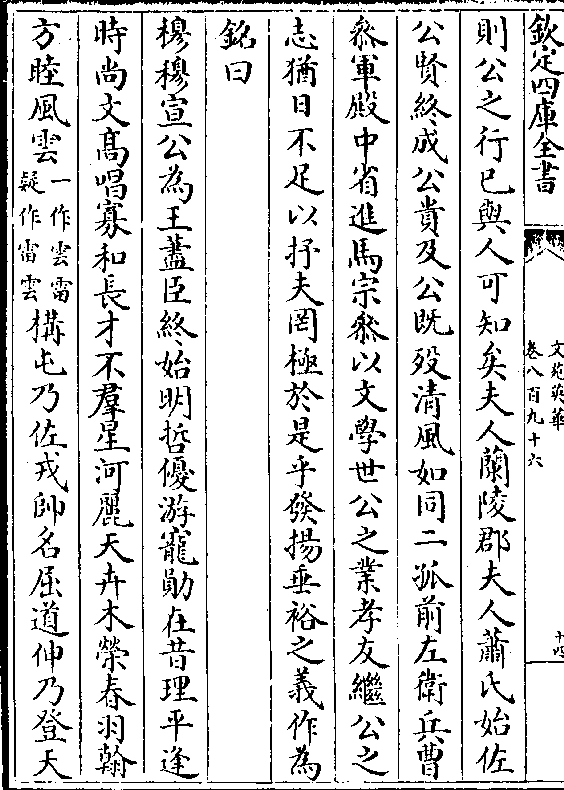 欽定四庫全書
文苑英華
卷八百九十六
十四
則公之行已與人可知矣夫人蘭陵郡夫人蕭氏始佐
公賢終成公貴及公既歿清風如同二孤前左衛兵曹
叅軍殿中省進馬宗叅以文學世公之業孝友繼公之
志猶日不足以抒夫罔極於是乎發揚垂裕之義作為
銘曰
穆穆宣公為王藎臣終始明哲優游寵勛在昔理平逢
時尚文髙唱寡和長才不羣星河麗天卉木榮春羽翰
方睦風雲一作雲雷疑作雷雲搆屯乃佐戎帥名屈道伸乃登天